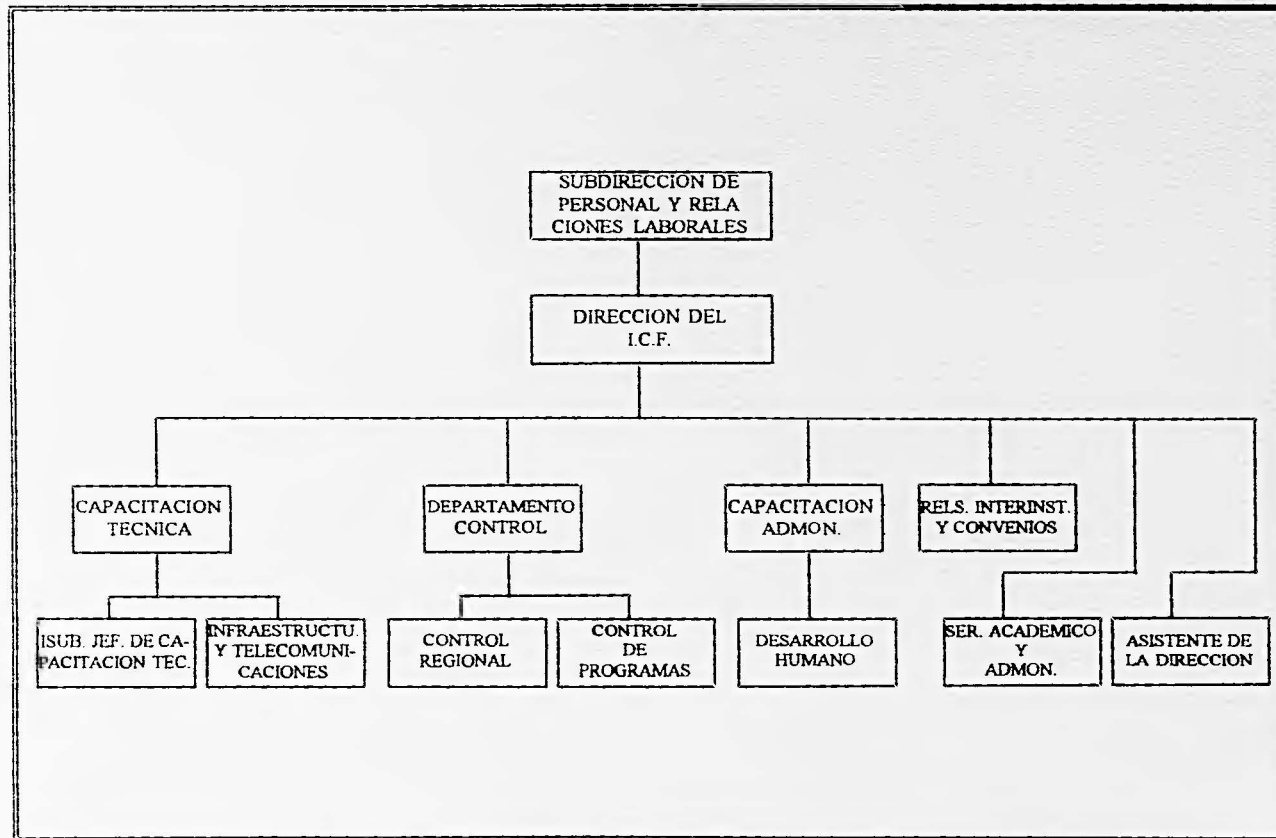 SUBDIRECCION DE
PERSONAL Y RELA
CIONES LABORALES
DIRECCION DEL
I.C.F.
CAPACITACION
TECNICA
DEPARTAMENTO
CONTROL
CAPACITACION
ADMON.
RELS. INTERINST.
Y CONVENIOS
ISUB. JEF. DE CA-
PACITACION TEC.
INFRAESTRUCTU.
Y TELECOMUNI-
CACIONES
CONTROL
REGIONAL
CONTROL
DE
PROGRAMAS
DESARROLLO
HUMANO
SER. ACADEMICO
Y
ADMON.
ASISTENTE DE
LA DIRECCION